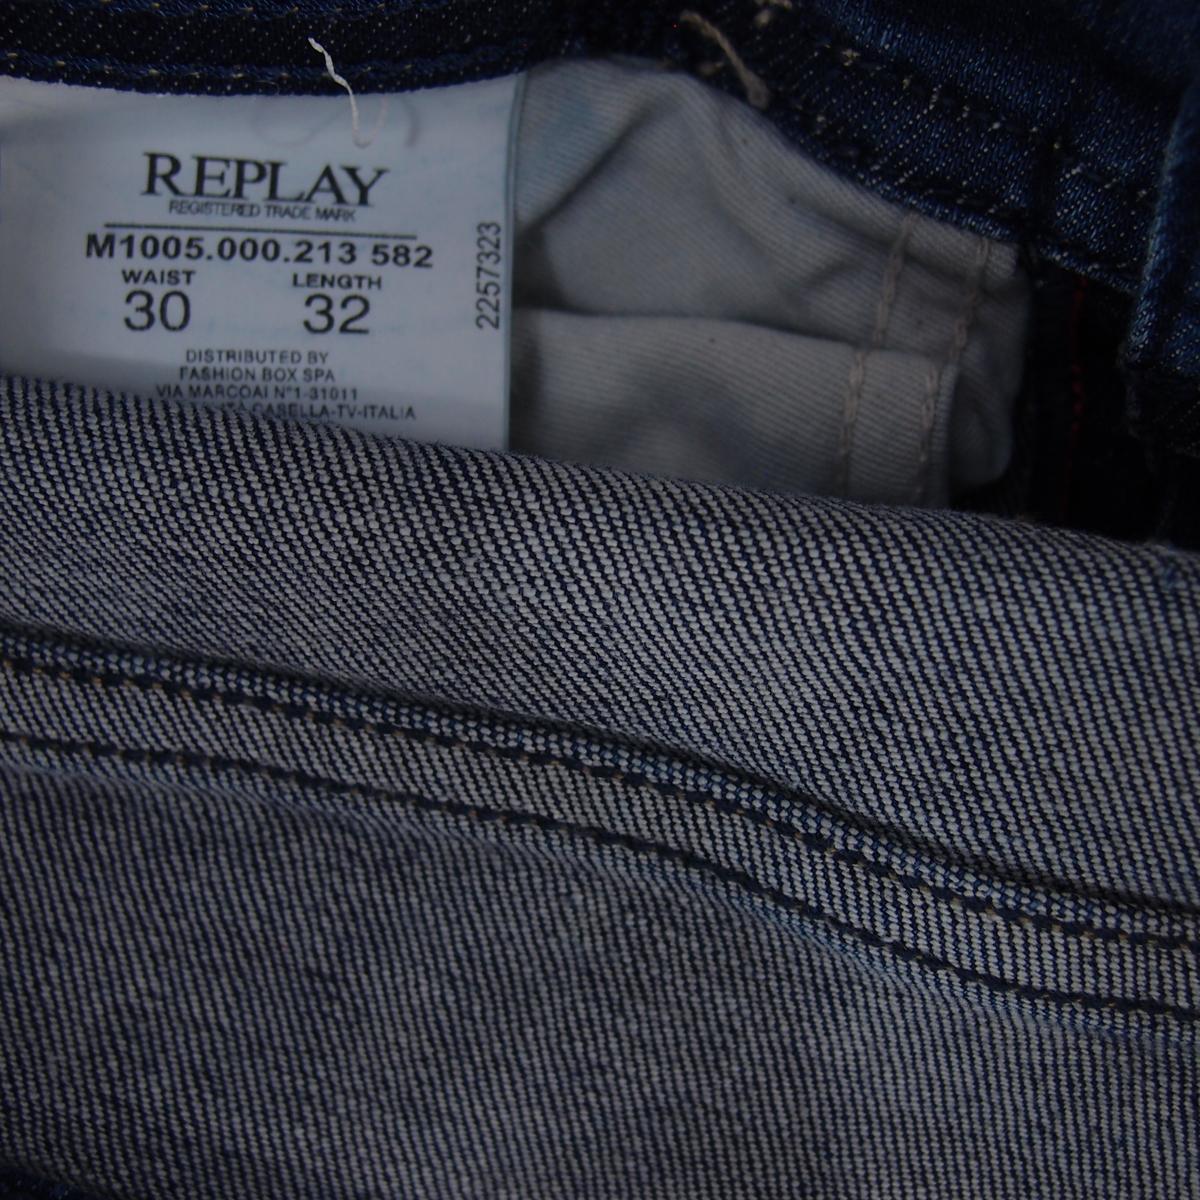 REPLAY
REGISTERED TRADE MARK
M1005.000.213 582
WAIST LENGTH
30 32
DISTRIBUTED BY
FASHION BOX SPA
VIA MARCOAI N°1-31011
CASELLA-TV-ITALIA
2257323